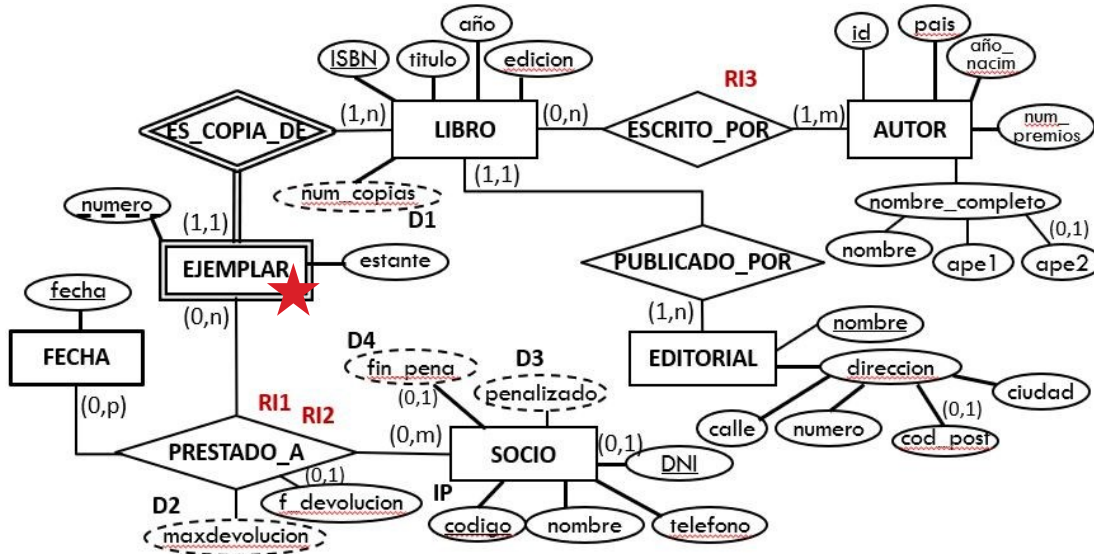 año
id
pais
ISBN
titulo
edicion
año_
nacim
RI3
(1,n)
(0,n)
(1,m)
ES_COPIA_DE
LIBRO
ESCRITO_POR
AUTOR
num_
premios
(1,1)
num_copias
D1
numero
(1,1)
nombre_completo
(0,1)
nombre
ape1
ape2
EJEMPLAR
estante
PUBLICADO_POR
fecha
(0,n)
(1,n)
nombre
FECHA
D4
D3
EDITORIAL
fin_pena
(0,1)
penalizado
direccion
ciudad
(0,p)
RI1
RI2
calle
numero
(0,1)
cod_post
(0,m)
PRESTADO_A
SOCIO
(0,1)
DNI
(0,1)
f_devolucion
IP
D2
maxdevolucion
codigo
nombre
telefono